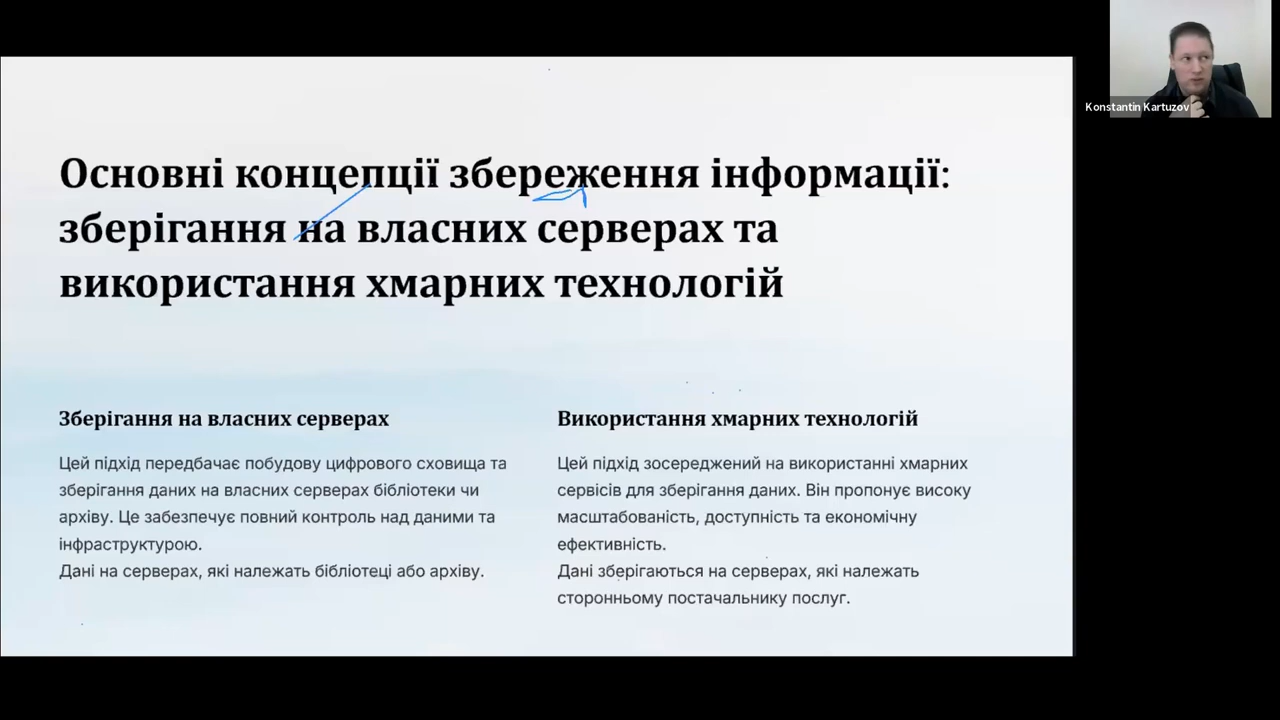 Основні концепції збереження інформації:
зберігання на власних серверах та
використання хмарних технологій
Зберігання на власних серверах
Цей підхід передбачає побудову цифрового сховища та
зберігання даних на власних серверах бібліотеки чи
архіву. Це забезпечує повний контроль над даними та
інфраструктурою.
Дані на серверах, які належать бібліотеці або архіву.
Використання хмарних технологій
Цей підхід зосереджений на використанні хмарних
сервісів для зберігання даних. Він пропонує високу
масштабованість, доступність та економічну
ефективність.
Дані зберігаються на серверах, які належать
сторонньому постачальнику послуг.
Konstantin Kartuzov